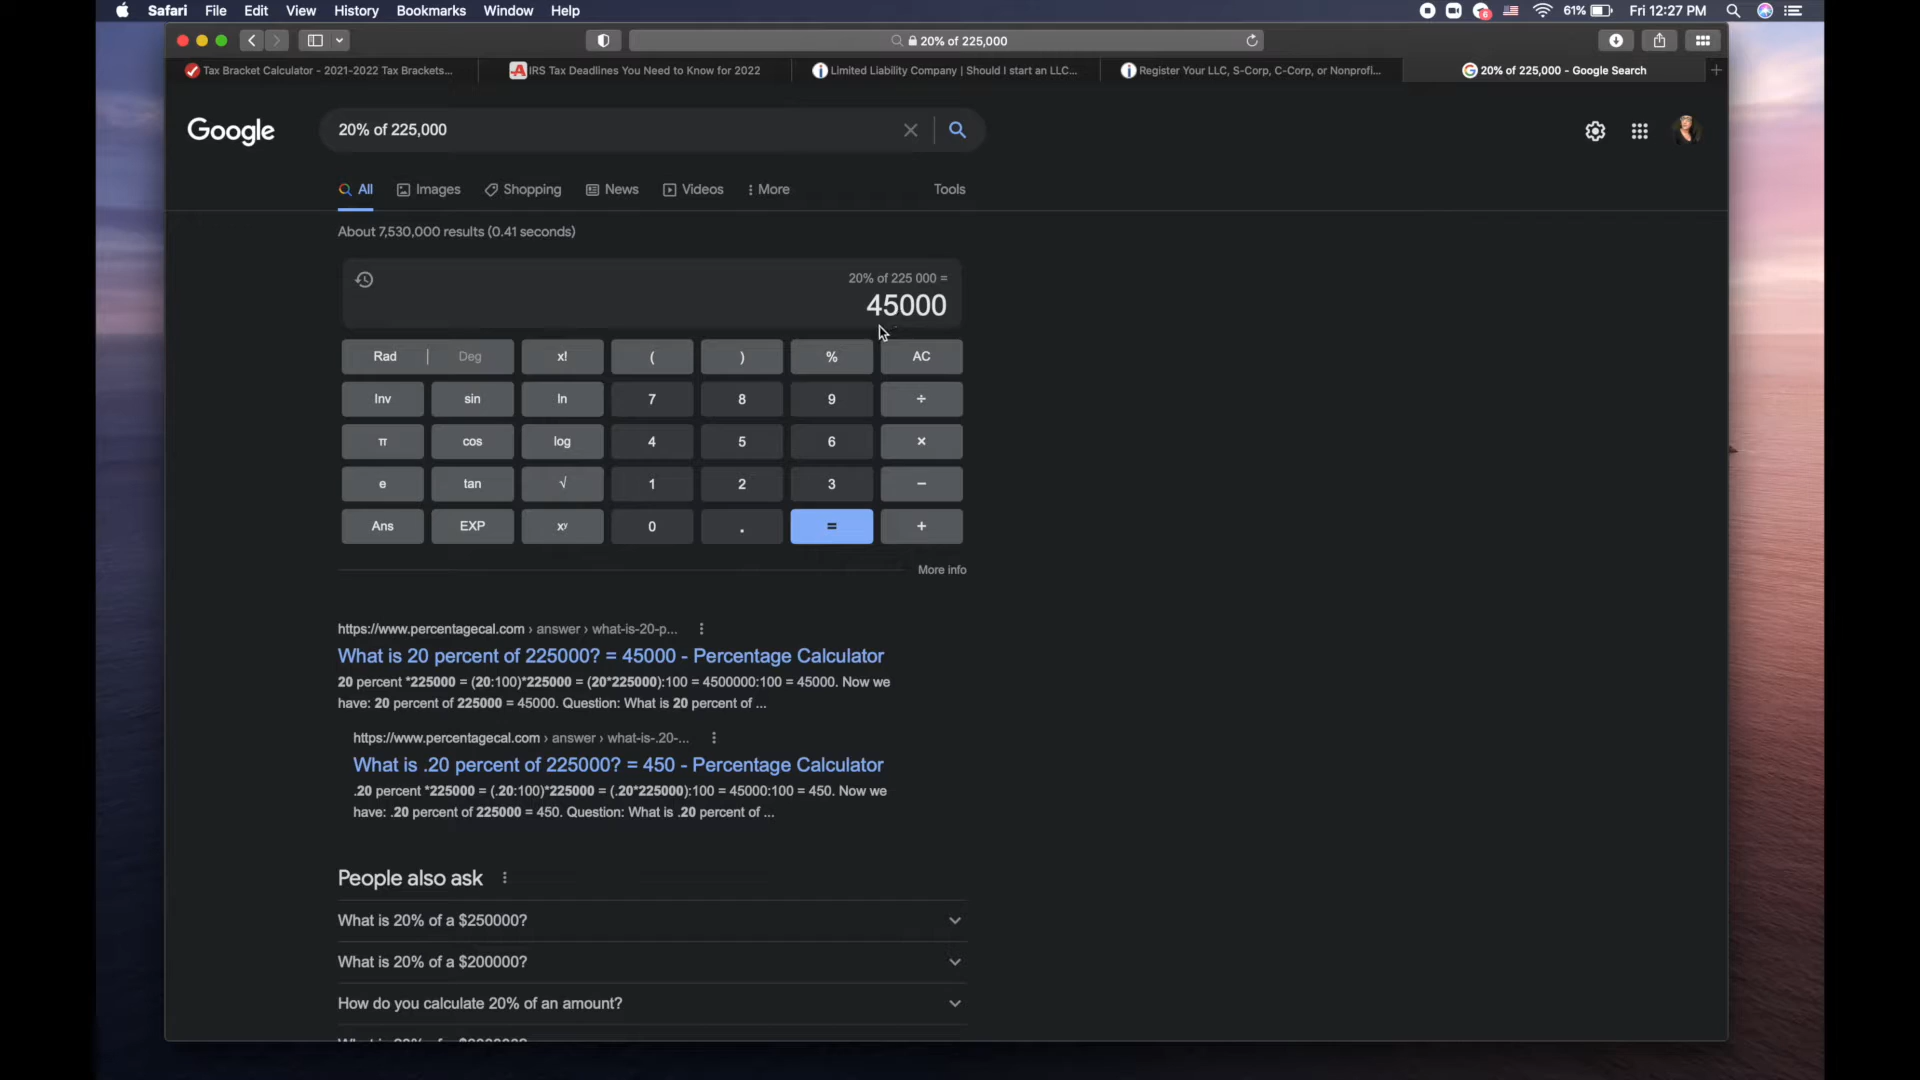 Safari File Edit View History Bookmarks Window Help 61% Fri 12:27 PM
20% of 225,000
Tax Bracket Calculator - 2021-2022 Tax Brackets...
IRS Tax Deadlines You Need to Know for 2022
Limited Liability Company | Should I start an LLC...
Register Your LLC, S-Corp, C-Corp, or Nonprofi...
20% of 225,000 - Google Search
Google
20% of 225,000
All Images Shopping News Videos More Tools
About 7,530,000 results (0.41 seconds)
20% of 225 000 =
45000
Rad | Deg x! ( ) % AC
Inv sin ln 7 8 9 ÷
π cos log 4 5 6 ×
e tan √ 1 2 3 −
Ans EXP xʸ 0 . = +
More info
https://www.percentagecal.com › answer › what-is-20-p...
What is 20 percent of 225000? = 45000 - Percentage Calculator
20 percent *225000 = (20:100)*225000 = (20*225000):100 = 4500000:100 = 45000. Now we
have: 20 percent of 225000 = 45000. Question: What is 20 percent of ...
https://www.percentagecal.com › answer › what-is-.20-...
What is .20 percent of 225000? = 450 - Percentage Calculator
.20 percent *225000 = (.20:100)*225000 = (.20*225000):100 = 45000:100 = 450. Now we
have: .20 percent of 225000 = 450. Question: What is .20 percent of ...
People also ask
What is 20% of a $250000?
What is 20% of a $200000?
How do you calculate 20% of an amount?